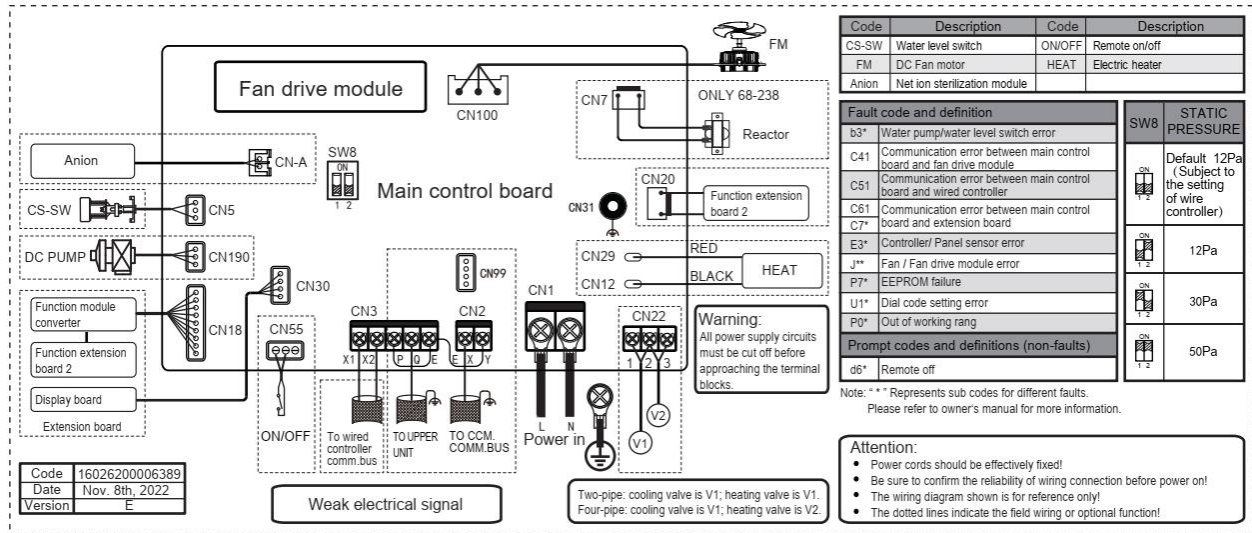 Fan drive module
CN100
FM
CN7
ONLY 68-238
Reactor
Anion
CN-A
SW8
ON
1 2
Main control board
CN31
CN20
Function extension
board 2
CS-SW
CN5
DC PUMP
CN190
CN29
RED
CN12
BLACK
HEAT
Function module
converter
Function extension
board 2
Display board
Extension board
CN18
CN30
CN55
ON/OFF
CN99
CN3
X1 X2 P Q E
CN2
E X Y
CN1
L N
Power in
CN22
1 2 3
V1
V2
To wired
controller
comm.bus
TO UPPER
UNIT
TO CCM.
COMM.BUS
Warning:
All power supply circuits
must be cut off before
approaching the terminal
blocks.
Code 16026200006389
Date Nov. 8th, 2022
Version E
Weak electrical signal
Two-pipe: cooling valve is V1; heating valve is V1.
Four-pipe: cooling valve is V1; heating valve is V2.
Code Description Code Description
CS-SW Water level switch ON/OFF Remote on/off
FM DC Fan motor HEAT Electric heater
Anion Net ion sterilization module
Fault code and definition
b3* Water pump/water level switch error
C41 Communication error between main control
board and fan drive module
C51 Communication error between main control
board and wired controller
C61 Communication error between main control
C7* board and extension board
E3* Controller/ Panel sensor error
J** Fan / Fan drive module error
P7* EEPROM failure
U1* Dial code setting error
P0* Out of working rang
Prompt codes and definitions (non-faults)
d6* Remote off
SW8 STATIC
PRESSURE
ON
1 2
Default 12Pa
(Subject to
the setting
of wire
controller)
ON
1 2
12Pa
ON
1 2
30Pa
ON
1 2
50Pa
Note: “ * ” Represents sub codes for different faults.
Please refer to owner's manual for more information.
Attention:
• Power cords should be effectively fixed!
• Be sure to confirm the reliability of wiring connection before power on!
• The wiring diagram shown is for reference only!
• The dotted lines indicate the field wiring or optional function!